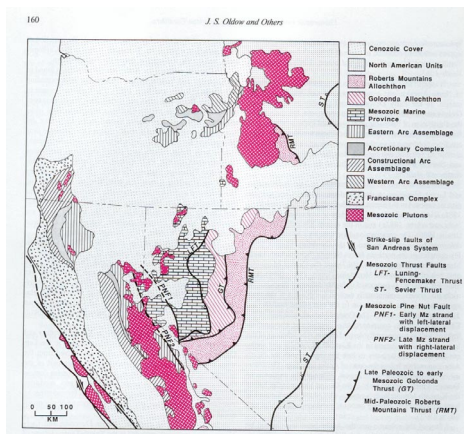 160
J. S. Oldow and Others
Cenozoic Cover
North American Units
Roberts Mountains
Allochthon
Golconda Allochthon
Mesozoic Marine
Province
Eastern Arc Assemblage
Accretionary Complex
Constructional Arc
Assemblage
Western Arc Assemblage
Franciscan Complex
Mesozoic Plutons
Strike-slip faults of
San Andreas System
Mesozoic Thrust Faults
LFT- Luning-
Fencemaker Thrust
ST- Sevier Thrust
Mesozoic Pine Nut Fault
PNF1- Early Mz strand
with left-lateral
displacement
PNF2- Late Mz strand
with right-lateral
displacement
Late Paleozoic to early
Mesozoic Golconda
Thrust (GT)
Mid-Paleozoic Roberts
Mountains Thrust (RMT)
ST
RMT
PNF1
GT
RMT
PNF2
ST
0 50 100
KM